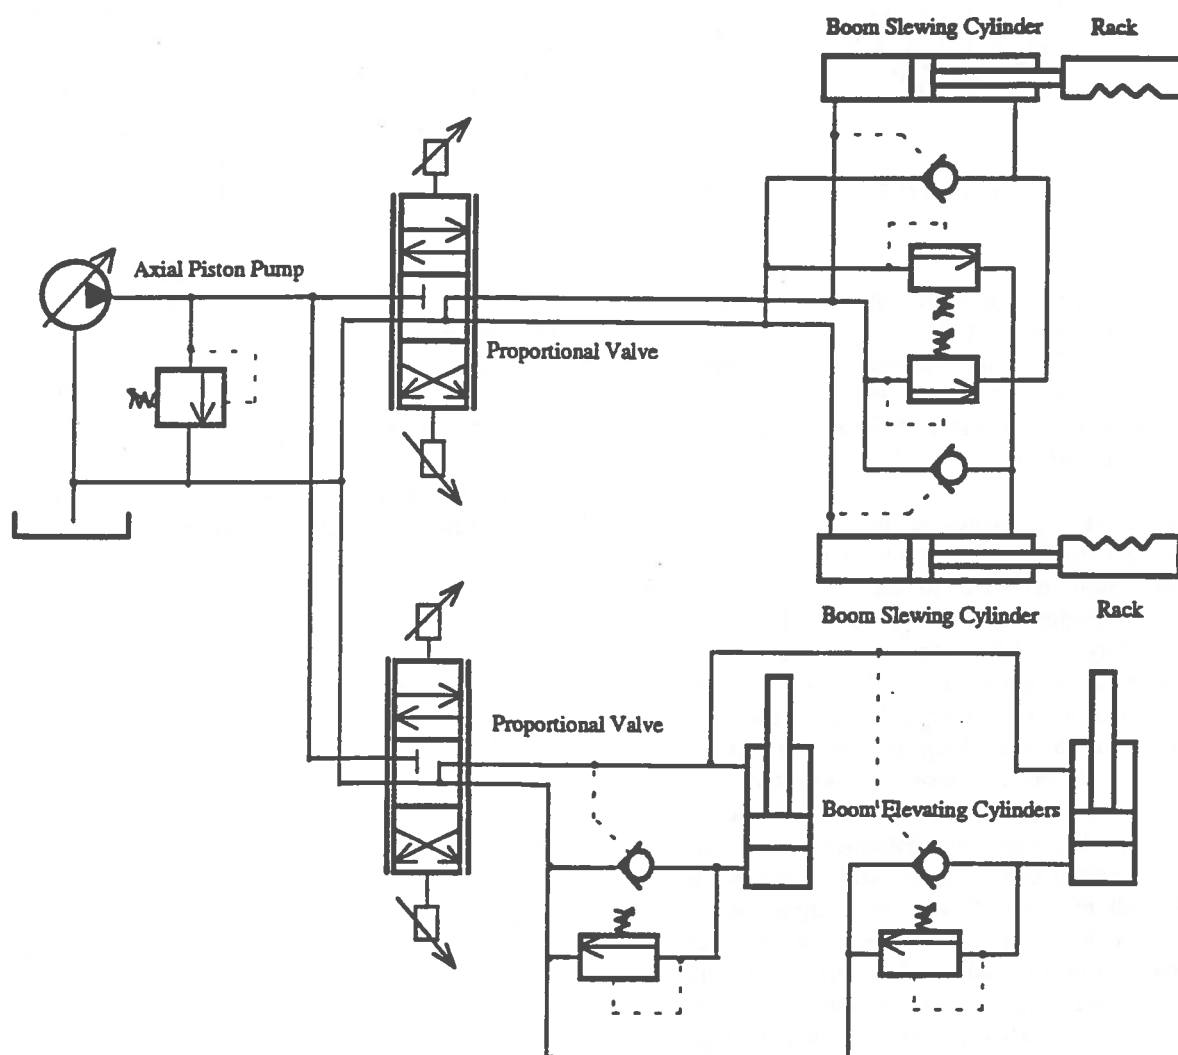 Boom Slewing Cylinder
Rack
Axial Piston Pump
Proportional Valve
Boom Slewing Cylinder
Rack
Proportional Valve
Boom Elevating Cylinders